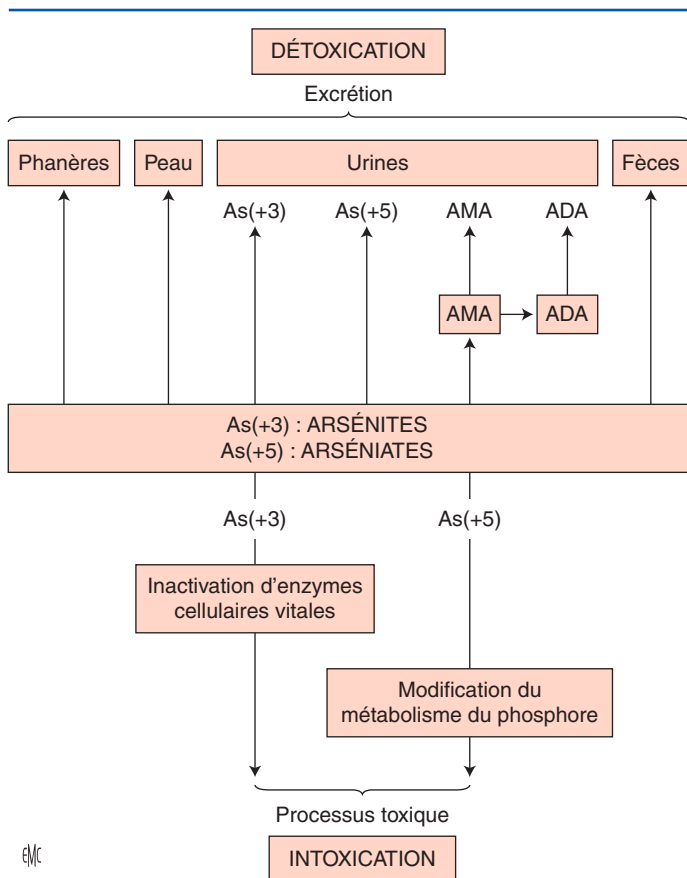 DÉTOXICATION
Excrétion
Phanères Peau Urines Fèces
As(+3) As(+5) AMA ADA
AMA ADA
As(+3) : ARSÉNITES
As(+5) : ARSÉNIATES
As(+3) As(+5)
Inactivation d'enzymes
cellulaires vitales
Modification du
métabolisme du phosphore
Processus toxique
INTOXICATION
EMC